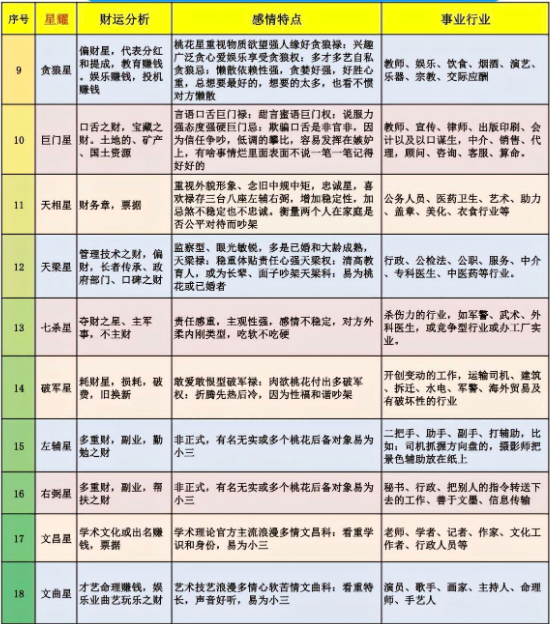 序号 星耀 财运分析 感情特点 事业行业
9
贪狼星
偏财星，代表分红
和提成，教育赚钱
，娱乐赚钱，投机
赚钱
桃花星重视物质欲望强人缘好贪狼禄：兴趣
广泛贪心爱娱乐享受贪狼权：多才多艺自私
贪狼忌：懒散依赖性强，贪婪好强，好胜心
重，总想要最好的，想要的太多，也看不惯
对方懒散
教师、娱乐、饮食、烟酒、演艺、
乐器、宗教、交际应酬
10
巨门星
口舌之财，宝藏之
财。土地的、矿产
、国土资源
言语口舌巨门禄：甜言蜜语巨门权：说服力
强态度强硬巨门忌：欺骗口舌是非官非，因
为信任争吵，低调的攀比，容易发挥在嫉妒
上，有啥事情烂里面表面不说一笔一笔记得
好好的
教师、宣传、律师、出版印刷、会
计以及以口谋生，中介、销售、代
理，顾问、咨询、客服、算命。
11
天相星
财务章，票据
重视外貌形象、念旧中规中矩，忠诚星，喜
欢禄存三台八座左辅右弼，增加稳定性，加
忌煞不稳定也不忠诚。衡量两个人在家庭是
否公平对待而吵架
公务人员、医药卫生、艺术、助力
、盖章、美化、衣食行业等
12
天梁星
管理技术之财，偏
财，长者传承、政
府部门、口碑之财
监察型、眼光敏锐，多是已婚和大龄成熟，
天梁禄：稳重体贴责任心强天梁权：清高教
育人，或为长辈、面子吵架天梁科：易为桃
花或已婚者
行政、公检法、公职、服务、中介
、专科医生，中医药等行业。
13
七杀星
夺财之星、主军
事，不主财
责任感重，主观性强，感情不稳定，对方外
柔内刚类型，吃软不吃硬
杀伤力的行业，如军警、武术、外
科医生，或竞争型行业或办工厂实
业。
14
破军星
耗财星，损耗，破
费，旧换新
敢爱敢恨型破军禄：肉欲桃花付出多破军
权：折腾先热后冷，因为性福和谐吵架
开创变动的工作，运输司机、建筑
、拆迁、水电、军警、海外贸易及
有破坏性的行业
15
左辅星
多重财，副业，勤
勉之财
非正式，有名无实或多个桃花后备对象易为
小三
二把手、助手、副手、打辅助，比
如：司机抓握方向盘的，摄影师把
景色辅助放在纸上
16
右弼星
多重财，副业，帮
扶之财
非正式，有名无实或多个桃花后备对象易为
小三
秘书、行政、把别人的指令转送下
去的工作、善于文墨、信息传输
17
文昌星
学术文化或出名赚
钱，票据
学术理论官方主流浪漫多情文昌科：看重学
识和身份，易为小三
老师、学者、记者、作家、文化工
作者、行政人员等
18
文曲星
才艺命理赚钱，娱
乐业曲艺玩乐之财
艺术技艺浪漫多情心软苦情文曲科：看重特
长，声音好听，易为小三
演员、歌手、画家、主持人、命理
师、手艺人